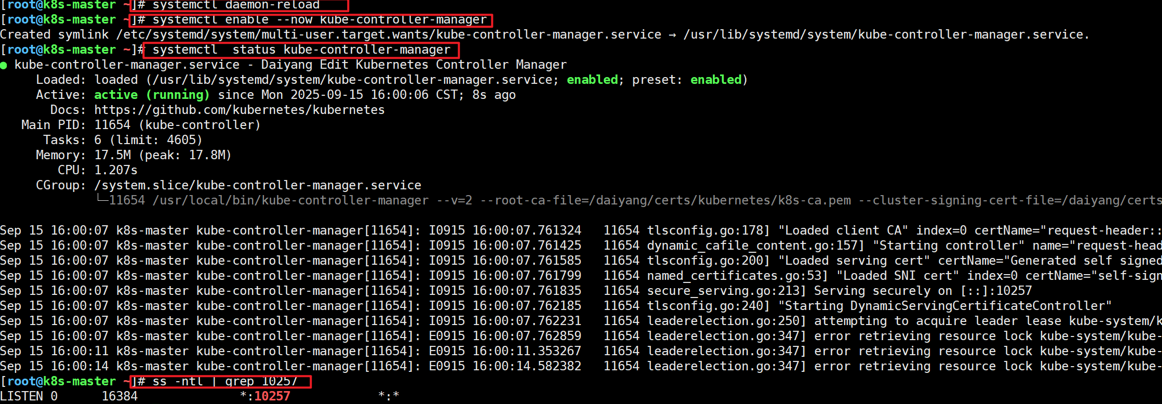 [root@k8s-master ~]# systemctl daemon-reload
[root@k8s-master ~]# systemctl enable --now kube-controller-manager
Created symlink /etc/systemd/system/multi-user.target.wants/kube-controller-manager.service → /usr/lib/systemd/system/kube-controller-manager.service.
[root@k8s-master ~]# systemctl  status kube-controller-manager
● kube-controller-manager.service - Daiyang Edit Kubernetes Controller Manager
     Loaded: loaded (/usr/lib/systemd/system/kube-controller-manager.service; enabled; preset: enabled)
     Active: active (running) since Mon 2025-09-15 16:00:06 CST; 8s ago
       Docs: https://github.com/kubernetes/kubernetes
   Main PID: 11654 (kube-controller)
      Tasks: 6 (limit: 4605)
     Memory: 17.5M (peak: 17.8M)
        CPU: 1.207s
     CGroup: /system.slice/kube-controller-manager.service
             └─11654 /usr/local/bin/kube-controller-manager --v=2 --root-ca-file=/daiyang/certs/kubernetes/k8s-ca.pem --cluster-signing-cert-file=/daiyang/certs
Sep 15 16:00:07 k8s-master kube-controller-manager[11654]: I0915 16:00:07.761324   11654 tlsconfig.go:178] "Loaded client CA" index=0 certName="request-header::
Sep 15 16:00:07 k8s-master kube-controller-manager[11654]: I0915 16:00:07.761425   11654 dynamic_cafile_content.go:157] "Starting controller" name="request-head
Sep 15 16:00:07 k8s-master kube-controller-manager[11654]: I0915 16:00:07.761585   11654 tlsconfig.go:200] "Loaded serving cert" certName="Generated self signed
Sep 15 16:00:07 k8s-master kube-controller-manager[11654]: I0915 16:00:07.761799   11654 named_certificates.go:53] "Loaded SNI cert" index=0 certName="self-sign
Sep 15 16:00:07 k8s-master kube-controller-manager[11654]: I0915 16:00:07.761835   11654 secure_serving.go:213] Serving securely on [::]:10257
Sep 15 16:00:07 k8s-master kube-controller-manager[11654]: I0915 16:00:07.762185   11654 tlsconfig.go:240] "Starting DynamicServingCertificateController"
Sep 15 16:00:07 k8s-master kube-controller-manager[11654]: I0915 16:00:07.762231   11654 leaderelection.go:250] attempting to acquire leader lease kube-system/k
Sep 15 16:00:07 k8s-master kube-controller-manager[11654]: E0915 16:00:07.762859   11654 leaderelection.go:347] error retrieving resource lock kube-system/kube-
Sep 15 16:00:11 k8s-master kube-controller-manager[11654]: E0915 16:00:11.353267   11654 leaderelection.go:347] error retrieving resource lock kube-system/kube-
Sep 15 16:00:14 k8s-master kube-controller-manager[11654]: E0915 16:00:14.582382   11654 leaderelection.go:347] error retrieving resource lock kube-system/kube-
[root@k8s-master ~]# ss -ntl | grep 10257
LISTEN 0      16384              *:10257            *:*